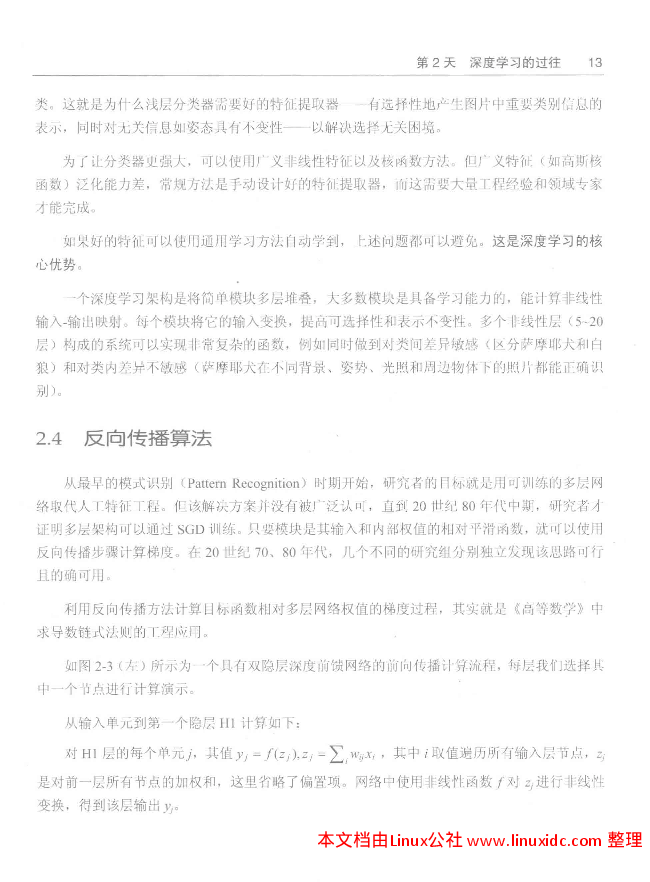 第 2 天 深度学习的过往 13
类。这就是为什么浅层分类器需要好的特征提取器——有选择性地产生图片中重要类别信息的
表示，同时对无关信息如姿态具有不变性——以解决选择无关困境。
为了让分类器更强大，可以使用广义非线性特征以及核函数方法。但广义特征（如高斯核
函数）泛化能力差，常规方法是手动设计好的特征提取器，而这需要大量工程经验和领域专家
才能完成。
如果好的特征可以使用通用学习方法自动学到，上述问题都可以避免。这是深度学习的核
心优势。
一个深度学习架构是将简单模块多层堆叠，大多数模块是具备学习能力的，能计算非线性
输入-输出映射。每个模块将它的输入变换，提高可选择性和表示不变性。多个非线性层（5~20
层）构成的系统可以实现非常复杂的函数，例如同时做到对类间差异敏感（区分萨摩耶犬和白
狼）和对类内差异不敏感（萨摩耶犬在不同背景、姿势、光照和周边物体下的照片都能正确识
别）。
2.4 反向传播算法
从最早的模式识别（Pattern Recognition）时期开始，研究者的目标就是用可训练的多层网
络取代人工特征工程。但该解决方案并没有被广泛认可，直到 20 世纪 80 年代中期，研究者才
证明多层架构可以通过 SGD 训练。只要模块是其输入和内部权值的相对平滑函数，就可以使用
反向传播步骤计算梯度。在 20 世纪 70、80 年代，几个不同的研究组分别独立发现该思路可行
且的确可用。
利用反向传播方法计算目标函数相对多层网络权值的梯度过程，其实就是《高等数学》中
求导数链式法则的工程应用。
如图 2-3（左）所示为一个具有双隐层深度前馈网络的前向传播计算流程，每层我们选择其
中一个节点进行计算演示。
从输入单元到第一个隐层 H1 计算如下：
对 H1 层的每个单元 j，其值 y_j = f(z_j), z_j = ∑_i w_ij x_i，其中 i 取值遍历所有输入层节点，z_j
是对前一层所有节点的加权和，这里省略了偏置项。网络中使用非线性函数 f 对 z_j 进行非线性
变换，得到该层输出 y_j。
本文档由Linux公社 www.linuxidc.com 整理